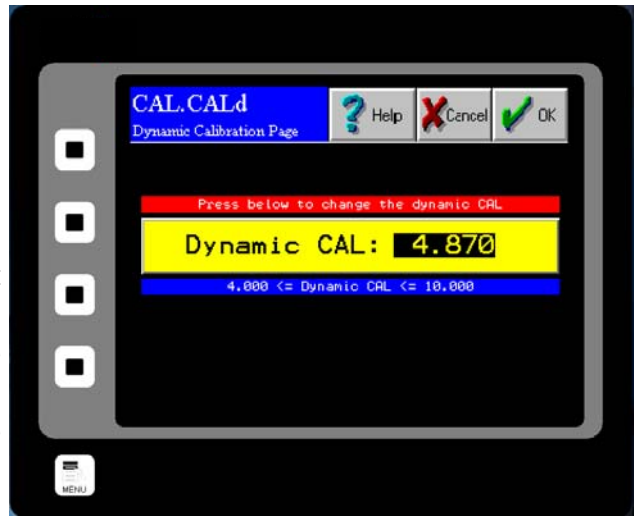 CAL.CALd
Dynamic Calibration Page
Help
Cancel
OK
Press below to change the dynamic CAL
Dynamic CAL: 4.870
4.000 <= Dynamic CAL <= 10.000
MENU